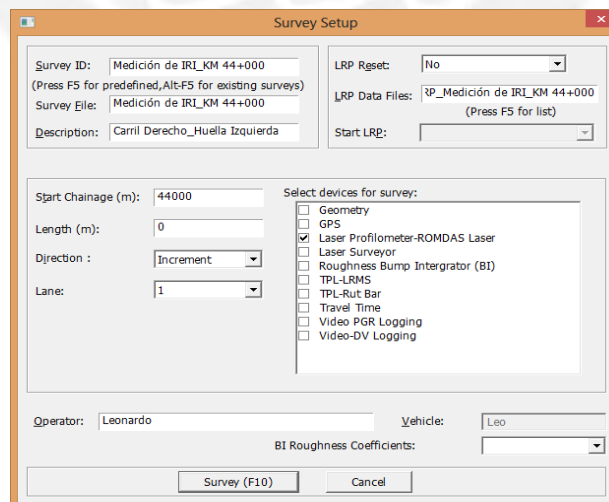 Survey Setup
Survey ID: Medición de IRI_KM 44+000
(Press F5 for predefined,Alt-F5 for existing surveys)
Survey File: Medición de IRI_KM 44+000
Description: Carril Derecho_Huella Izquierda
LRP Reset: No
LRP Data Files: RP_Medición de IRI_KM 44+000
(Press F5 for list)
Start LRP:
Start Chainage (m): 44000
Length (m): 0
Direction : Increment
Lane: 1
Select devices for survey:
Geometry
GPS
Laser Profilometer-ROMDAS Laser
Laser Surveyor
Roughness Bump Intergrator (BI)
TPL-LRMS
TPL-Rut Bar
Travel Time
Video PGR Logging
Video-DV Logging
Operator: Leonardo
Vehicle: Leo
BI Roughness Coefficients:
Survey (F10)
Cancel